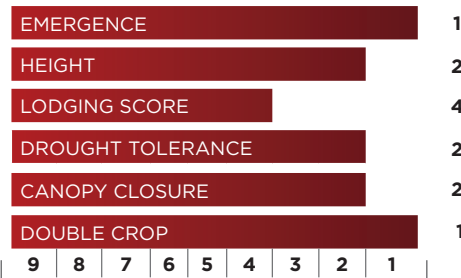 EMERGENCE 1
HEIGHT 2
LODGING SCORE 4
DROUGHT TOLERANCE 2
CANOPY CLOSURE 2
DOUBLE CROP 1
9 8 7 6 5 4 3 2 1